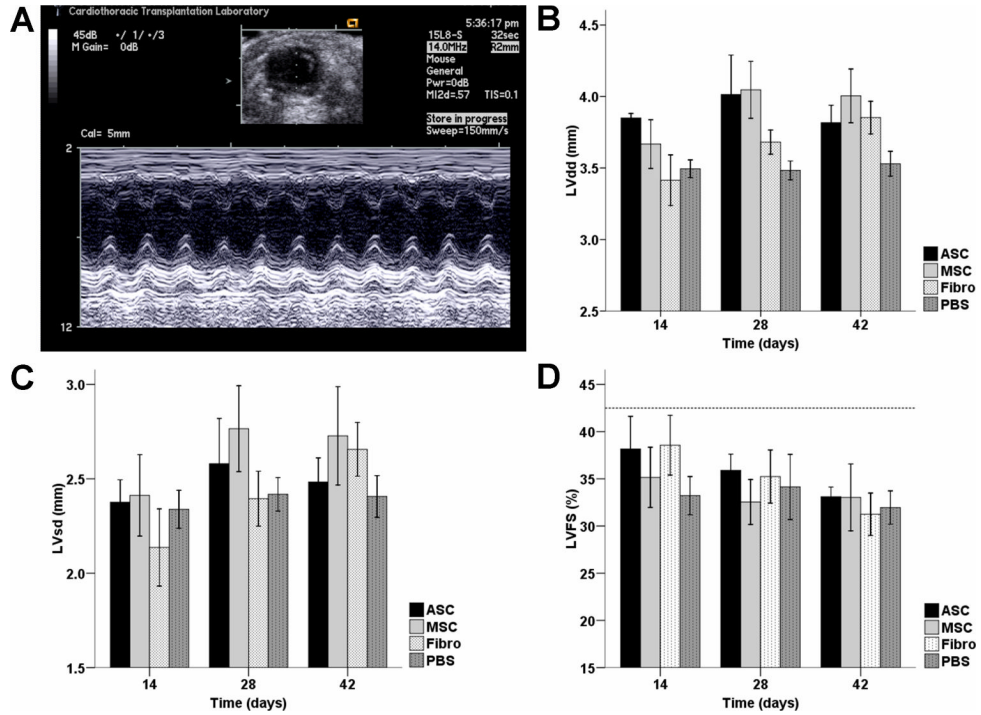 A
Cardiothoracic Transplantation Laboratory
5:36:17 pm
45dB •/ 1/ •/3
M Gain= 0dB
15L8-S 32sec
14.0MHz R2mm
Mouse
General
Pwr=0dB
MI2d=.57 TIS=0.1
Store in progress
Sweep=150mm/s
Cal= 5mm
2
12
B
LVdd (mm)
4.5
4.0
3.5
3.0
2.5
14 28 42
Time (days)
ASC
MSC
Fibro
PBS
C
LVsd (mm)
3.0
2.5
2.0
1.5
14 28 42
Time (days)
ASC
MSC
Fibro
PBS
D
LVFS (%)
45
40
35
30
25
20
15
14 28 42
Time (days)
ASC
MSC
Fibro
PBS